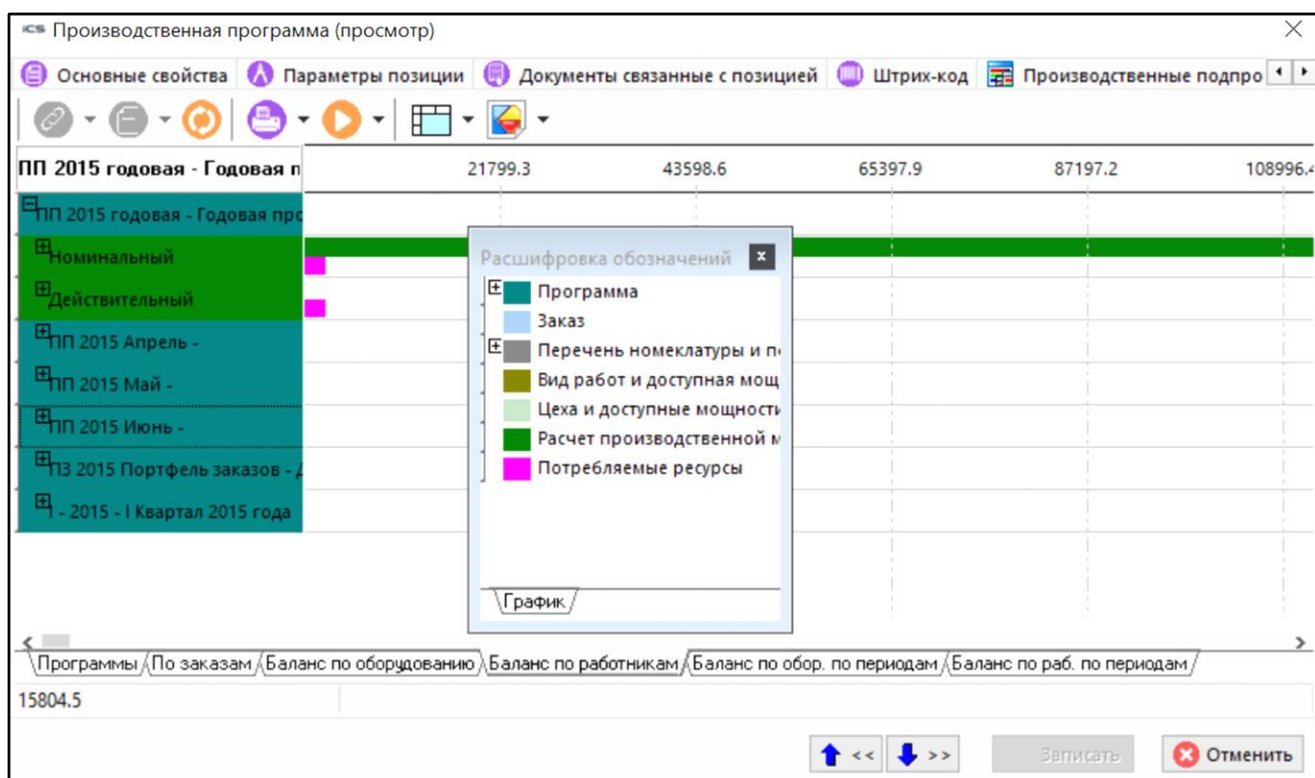 iCS Производственная программа (просмотр)
Основные свойства Параметры позиции Документы связанные с позицией Штрих-код Производственные подпро
ПП 2015 годовая - Годовая п 21799.3 43598.6 65397.9 87197.2 108996.4
ПП 2015 годовая - Годовая про
Номинальный
Действительный
ПП 2015 Апрель -
ПП 2015 Май -
ПП 2015 Июнь -
ПЗ 2015 Портфель заказов - Д
I - 2015 - I Квартал 2015 года
Расшифровка обозначений
Программа
Заказ
Перечень номеклатуры и п
Вид работ и доступная мощ
Цеха и доступные мощности
Расчет производственной м
Потребляемые ресурсы
График
Программы По заказам Баланс по оборудованию Баланс по работникам Баланс по обор. по периодам Баланс по раб. по периодам
15804.5
<< >> Записать Отменить